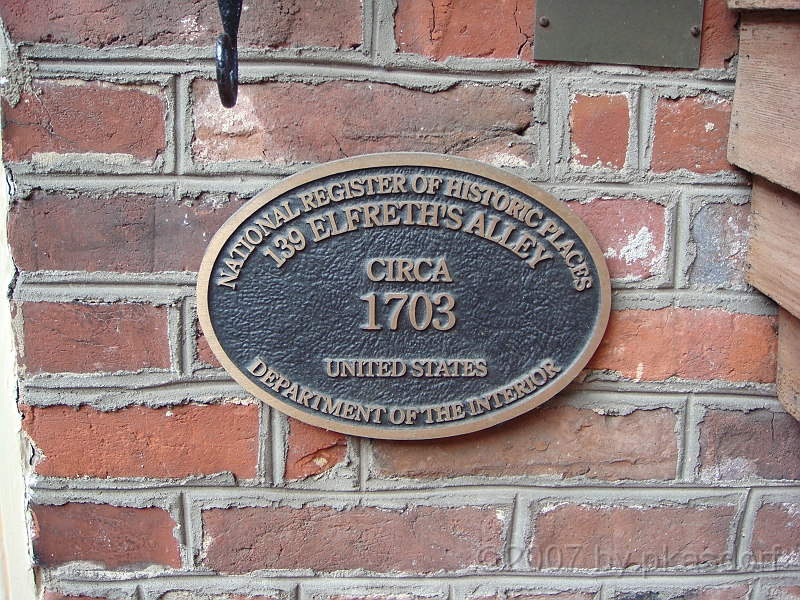 NATIONAL REGISTER OF HISTORIC PLACES
139 ELFRETH'S ALLEY
CIRCA
1703
UNITED STATES
DEPARTMENT OF THE INTERIOR
©2007 by pkasdorf